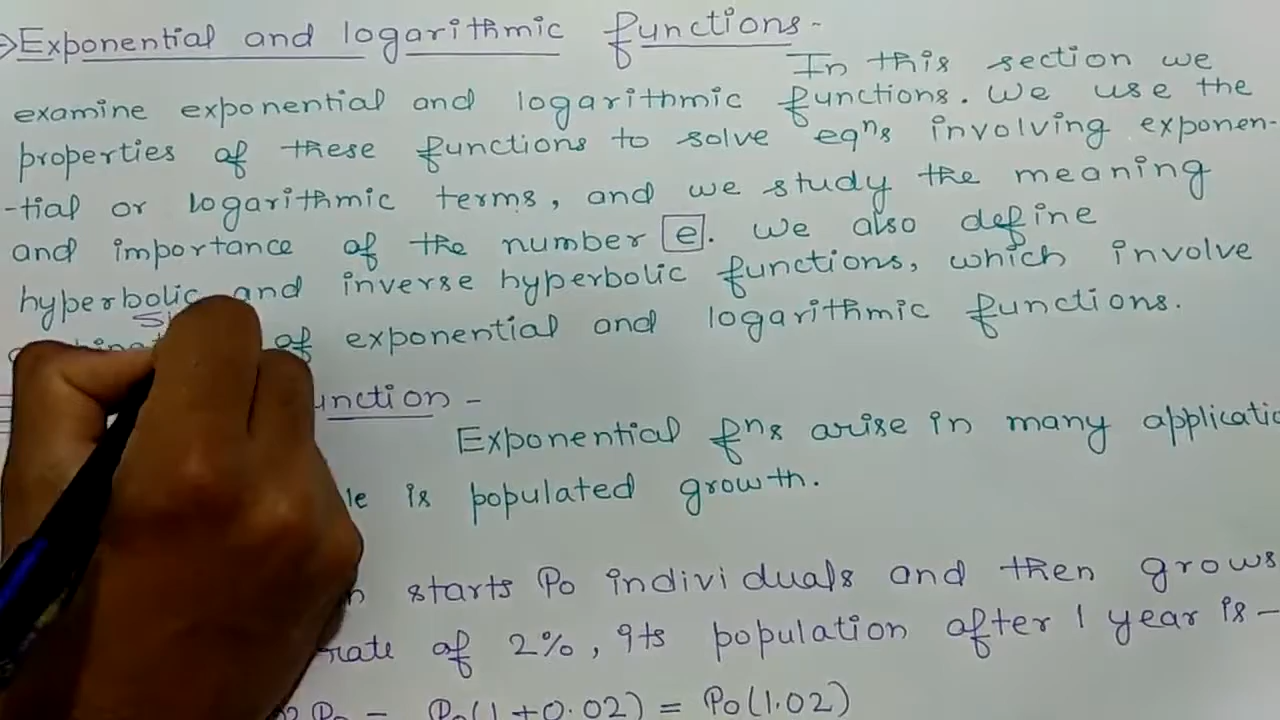 ⇒Exponential and logarithmic functions-
In this section we
examine exponential and logarithmic functions. We use the
properties of these functions to solve eqns involving exponen-
-tial or logarithmic terms, and we study the meaning
and importance of the number e. we also define
hyperbolic and inverse hyperbolic functions, which involve
of exponential and logarithmic functions.
unction -
Exponential fns arise in many applicatio
le is populated growth.
starts Po individuals and then grows
rate of 2%, 9ts population after 1 year is-
Po(1+0.02) = Po(1.02)